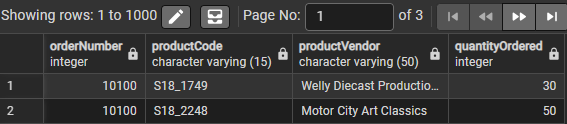 Showing rows: 1 to 1000 Page No: 1 of 3
orderNumber productCode productVendor quantityOrdered
integer character varying (15) character varying (50) integer
1 10100 S18_1749 Welly Diecast Productio... 30
2 10100 S18_2248 Motor City Art Classics 50